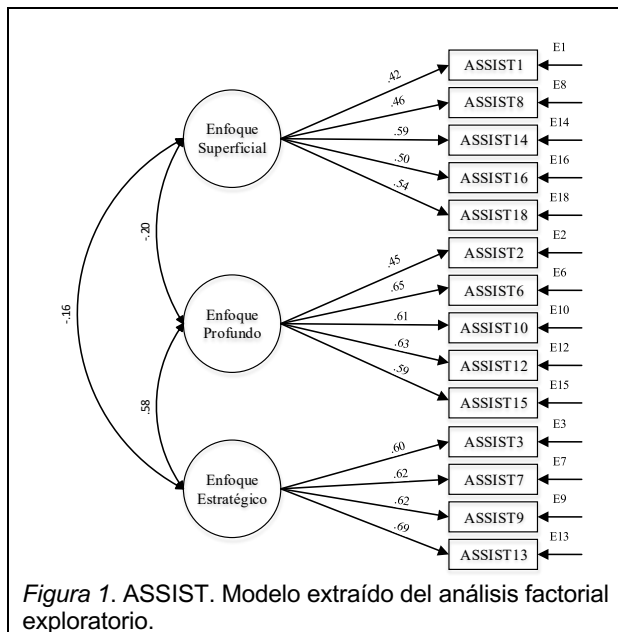 E1
.42
ASSIST1
E8
.46
ASSIST8
Enfoque
Superficial
E14
.59
ASSIST14
E16
.50
ASSIST16
E18
.54
ASSIST18
-.20
E2
.45
ASSIST2
E6
.65
ASSIST6
-.16
Enfoque
Profundo
E10
.61
ASSIST10
E12
.63
ASSIST12
E15
.59
ASSIST15
.58
E3
.60
ASSIST3
Enfoque
Estratégico
E7
.62
ASSIST7
E9
.62
ASSIST9
E13
.69
ASSIST13
Figura 1. ASSIST. Modelo extraído del análisis factorial
exploratorio.